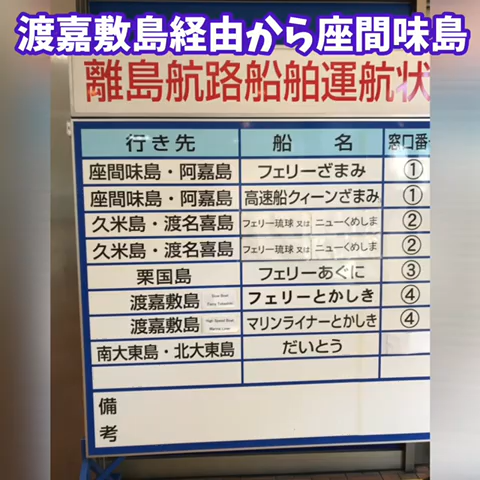 渡嘉敷島経由から座間味島
離島航路船舶運航状
行き先 船名 窓口番
座間味島・阿嘉島 フェリーざまみ ①
座間味島・阿嘉島 高速船クィーンざまみ ①
久米島・渡名喜島 フェリー琉球 又は ニューくめしま ②
久米島・渡名喜島 フェリー琉球 又は ニューくめしま ②
粟国島 フェリーあぐに ③
渡嘉敷島 フェリーとかしき ④
渡嘉敷島 マリンライナーとかしき ④
南大東島・北大東島 だいとう
備考